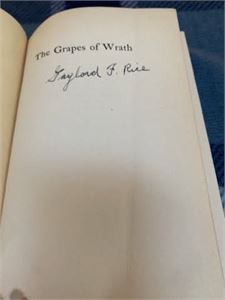 The Grapes of Wrath
Gaylord F. Rice